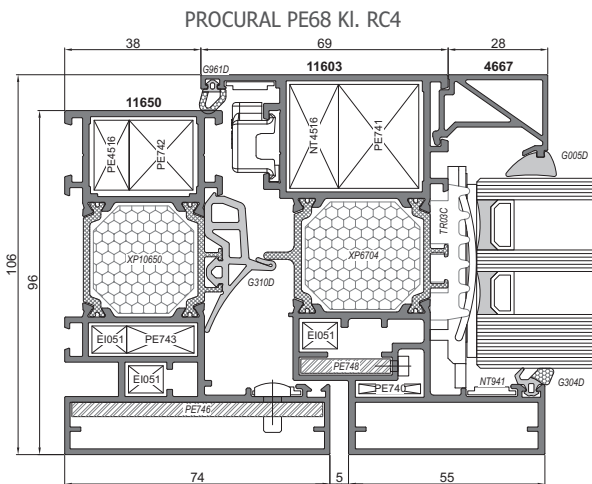 PROCURAL PE68 Kl. RC4
38
69
28
G961D
11603
4667
11650
PE4516
PE742
NT4516
PE741
G005D
TR03C
106
96
XP10650
XP6704
G310D
EI051
PE743
EI051
EI051
PE748
PE740
NT941
G304D
PE746
74
5
55